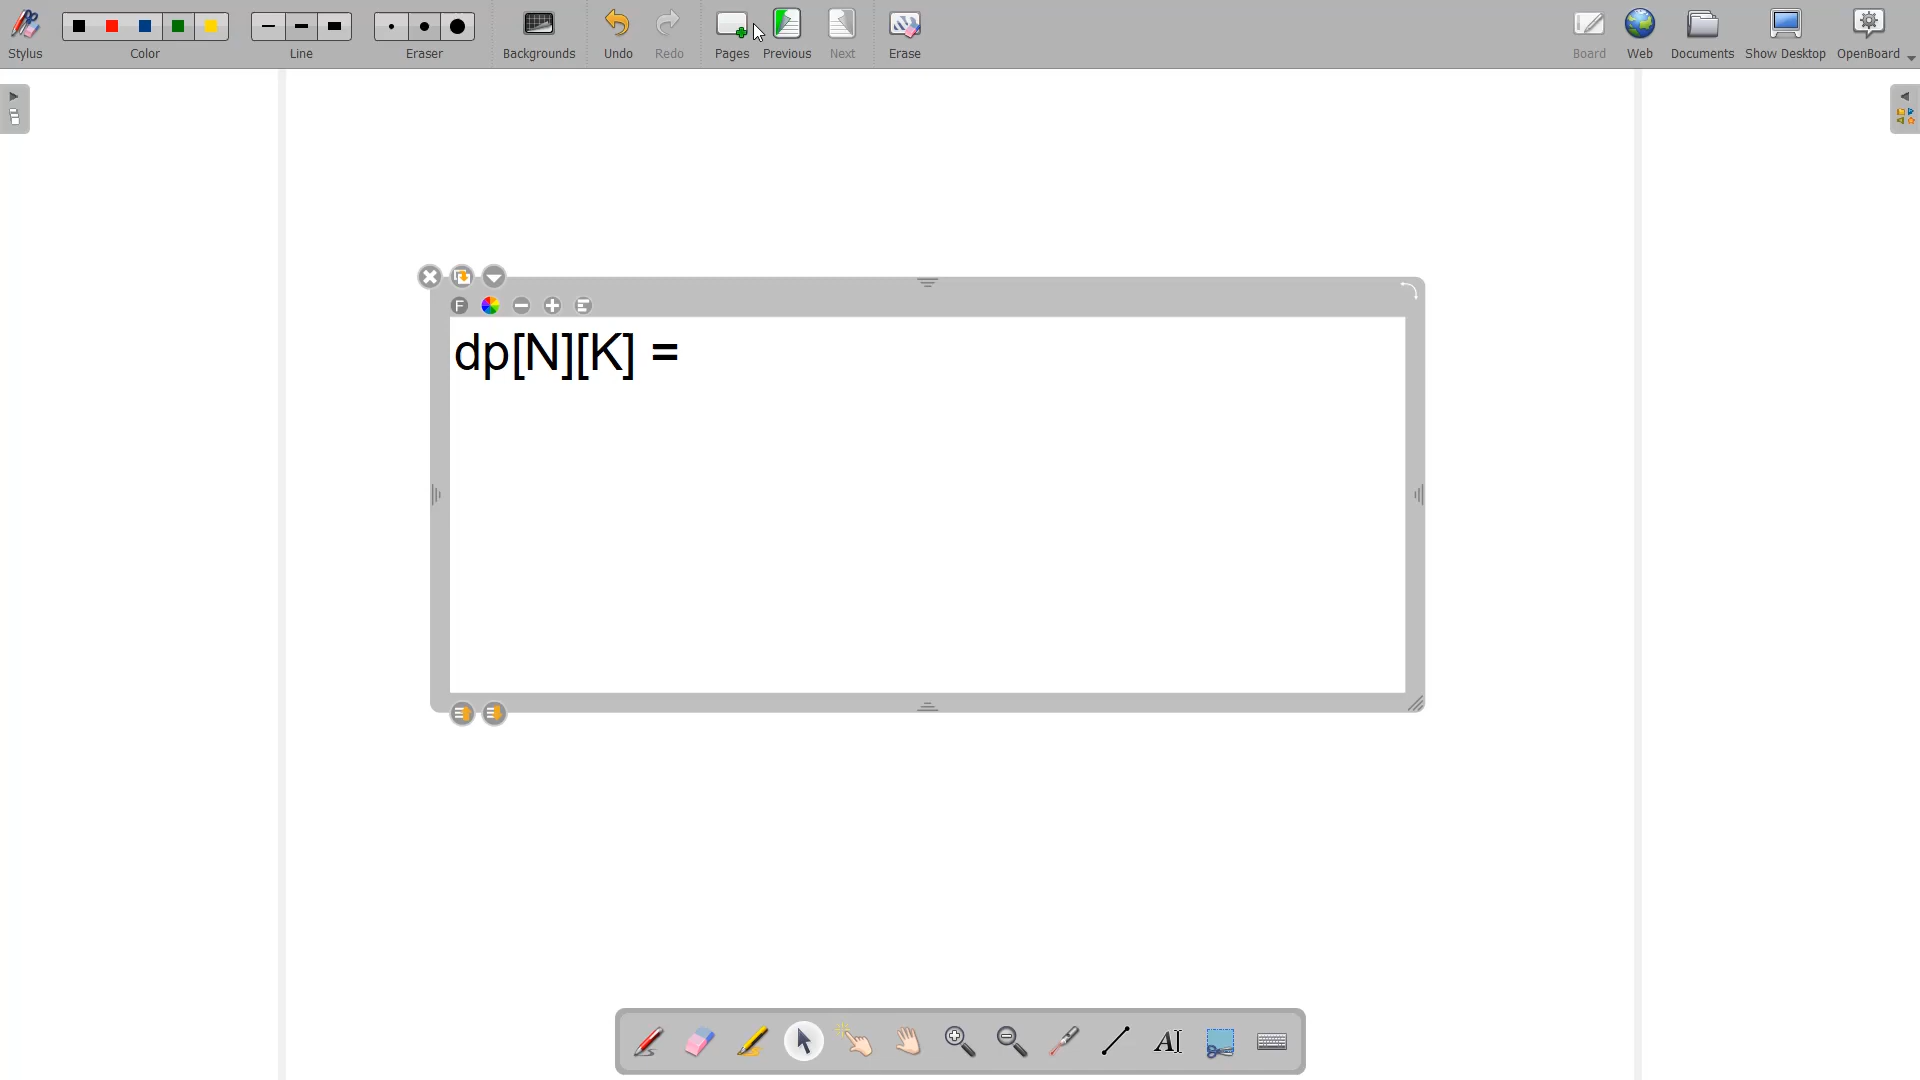 Stylus
Color
Line
Eraser
Backgrounds
Undo
Redo
Pages
Previous
Next
Erase
Board
Web
Documents
Show Desktop
OpenBoard
F
dp[N][K] =
A